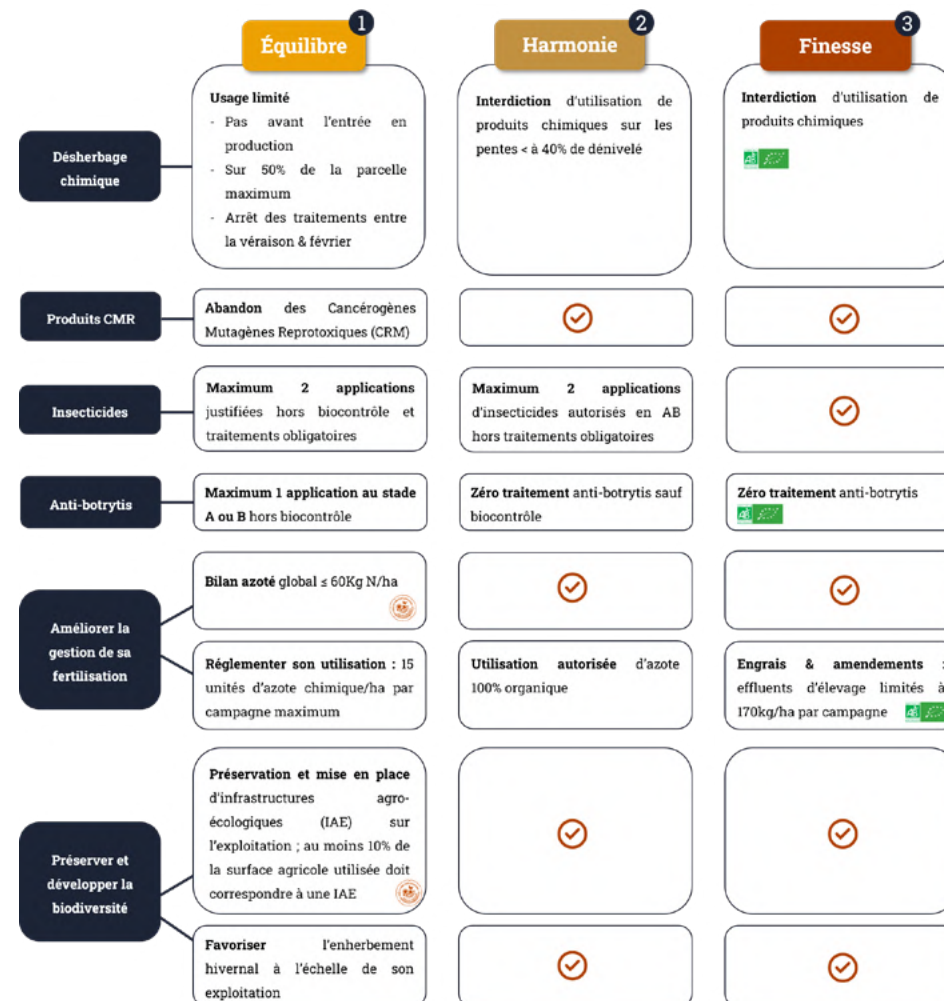 1
Équilibre
2
Harmonie
3
Finesse
Désherbage
chimique
Usage limité
- Pas avant l'entrée en
production
- Sur 50% de la parcelle
maximum
- Arrêt des traitements entre
la véraison & février
Interdiction d'utilisation de
produits chimiques sur les
pentes < à 40% de dénivelé
Interdiction d'utilisation de
produits chimiques
AB
Produits CMR
Abandon des Cancérogènes
Mutagènes Reprotoxiques (CRM)
Insecticides
Maximum 2 applications
justifiées hors biocontrôle et
traitements obligatoires
Maximum 2 applications
d'insecticides autorisés en AB
hors traitements obligatoires
Anti-botrytis
Maximum 1 application au stade
A ou B hors biocontrôle
Zéro traitement anti-botrytis sauf
biocontrôle
Zéro traitement anti-botrytis
AB
Améliorer la
gestion de sa
fertilisation
Bilan azoté global ≤ 60Kg N/ha
Réglementer son utilisation : 15
unités d'azote chimique/ha par
campagne maximum
Utilisation autorisée d'azote
100% organique
Engrais & amendements :
effluents d'élevage limités à
170kg/ha par campagne
AB
Préserver et
développer la
biodiversité
Préservation et mise en place
d'infrastructures agro-
écologiques (IAE) sur
l'exploitation ; au moins 10% de
la surface agricole utilisée doit
correspondre à une IAE
Favoriser l'enherbement
hivernal à l'échelle de son
exploitation